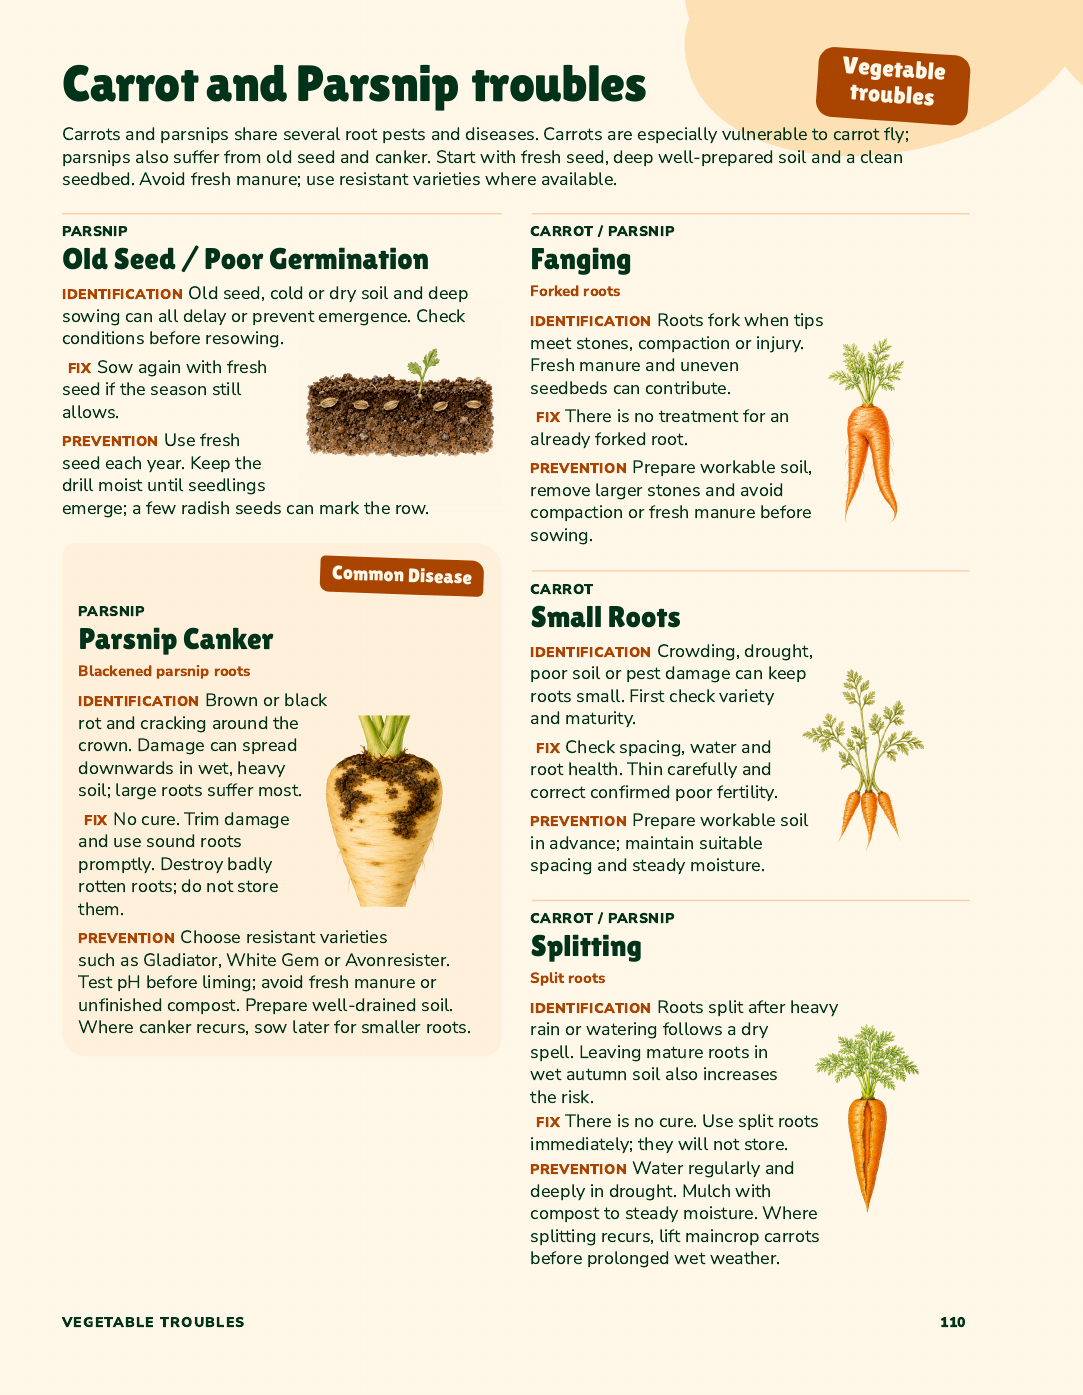 Carrot and Parsnip troubles
Vegetable
troubles
Carrots and parsnips share several root pests and diseases. Carrots are especially vulnerable to carrot fly;
parsnips also suffer from old seed and canker. Start with fresh seed, deep well-prepared soil and a clean
seedbed. Avoid fresh manure; use resistant varieties where available.
PARSNIP
Old Seed / Poor Germination
IDENTIFICATION Old seed, cold or dry soil and deep
sowing can all delay or prevent emergence. Check
conditions before resowing.
FIX Sow again with fresh
seed if the season still
allows.
PREVENTION Use fresh
seed each year. Keep the
drill moist until seedlings
emerge; a few radish seeds can mark the row.
Common Disease
PARSNIP
Parsnip Canker
Blackened parsnip roots
IDENTIFICATION Brown or black
rot and cracking around the
crown. Damage can spread
downwards in wet, heavy
soil; large roots suffer most.
FIX No cure. Trim damage
and use sound roots
promptly. Destroy badly
rotten roots; do not store
them.
PREVENTION Choose resistant varieties
such as Gladiator, White Gem or Avonresister.
Test pH before liming; avoid fresh manure or
unfinished compost. Prepare well-drained soil.
Where canker recurs, sow later for smaller roots.
CARROT / PARSNIP
Fanging
Forked roots
IDENTIFICATION Roots fork when tips
meet stones, compaction or injury.
Fresh manure and uneven
seedbeds can contribute.
FIX There is no treatment for an
already forked root.
PREVENTION Prepare workable soil,
remove larger stones and avoid
compaction or fresh manure before
sowing.
CARROT
Small Roots
IDENTIFICATION Crowding, drought,
poor soil or pest damage can keep
roots small. First check variety
and maturity.
FIX Check spacing, water and
root health. Thin carefully and
correct confirmed poor fertility.
PREVENTION Prepare workable soil
in advance; maintain suitable
spacing and steady moisture.
CARROT / PARSNIP
Splitting
Split roots
IDENTIFICATION Roots split after heavy
rain or watering follows a dry
spell. Leaving mature roots in
wet autumn soil also increases
the risk.
FIX There is no cure. Use split roots
immediately; they will not store.
PREVENTION Water regularly and
deeply in drought. Mulch with
compost to steady moisture. Where
splitting recurs, lift maincrop carrots
before prolonged wet weather.
VEGETABLE TROUBLES
110